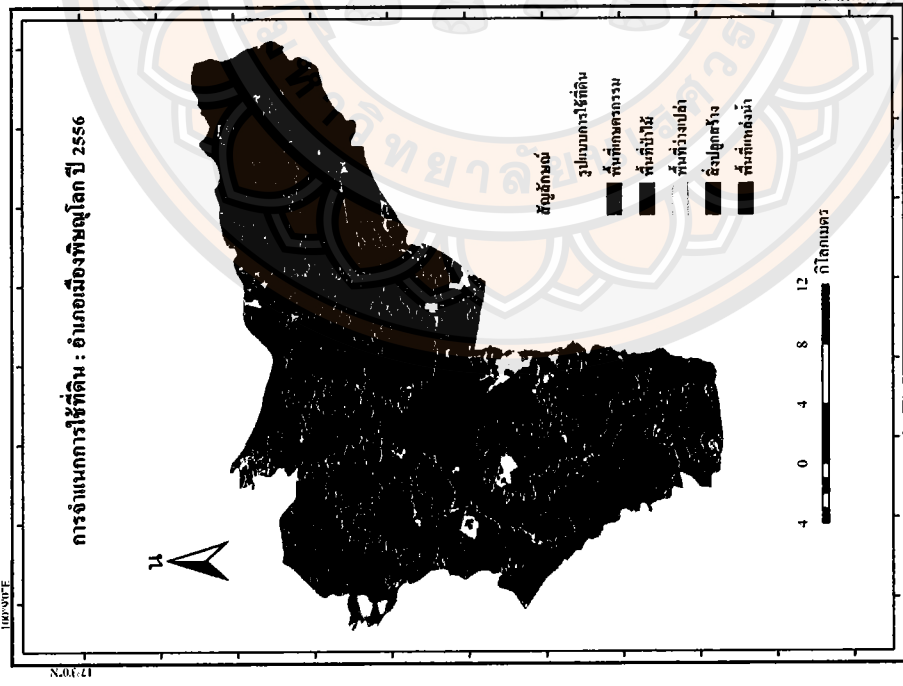 การจำแนกการใช้ที่ดิน : อำเภอเมืองพิษณุโลก ปี 2556
น
สัญลักษณ์
รูปแบบการใช้ที่ดิน
พื้นที่เกษตรกรรม
พื้นที่ป่าไม้
พื้นที่ว่างเปล่า
สิ่งปลูกสร้าง
พื้นที่แหล่งน้ำ
4 0 4 8 12
กิโลเมตร